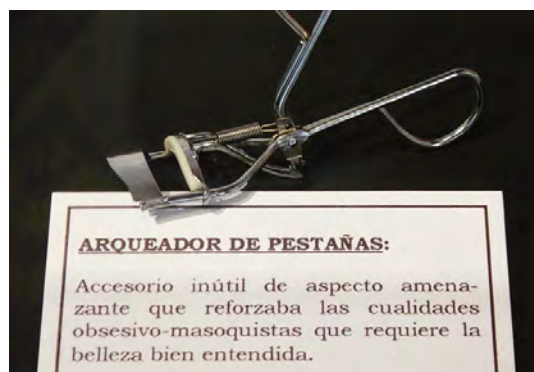 ARQUEADOR DE PESTAÑAS:
Accesorio inútil de aspecto amena-
zante que reforzaba las cualidades
obsesivo-masoquistas que requiere la
belleza bien entendida.